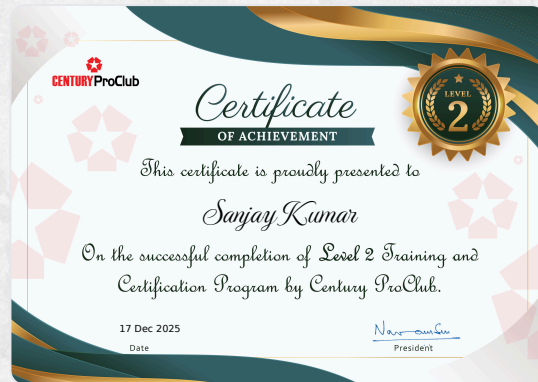 CENTURY ProClub
Certificate
OF ACHIEVEMENT
LEVEL
2
This certificate is proudly presented to
Sanjay Kumar
On the successful completion of Level 2 Training and
Certification Program by Century ProClub.
17 Dec 2025
Date
President